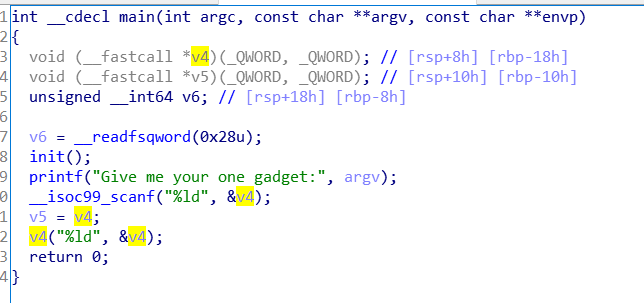 1 int __cdecl main(int argc, const char **argv, const char **envp)
2 {
3 void (__fastcall *v4)(_QWORD, _QWORD); // [rsp+8h] [rbp-18h]
4 void (__fastcall *v5)(_QWORD, _QWORD); // [rsp+10h] [rbp-10h]
5 unsigned __int64 v6; // [rsp+18h] [rbp-8h]
6
7 v6 = __readfsqword(0x28u);
8 init();
9 printf("Give me your one gadget:", argv);
0 __isoc99_scanf("%ld", &v4);
1 v5 = v4;
2 v4("%ld", &v4);
3 return 0;
4 }